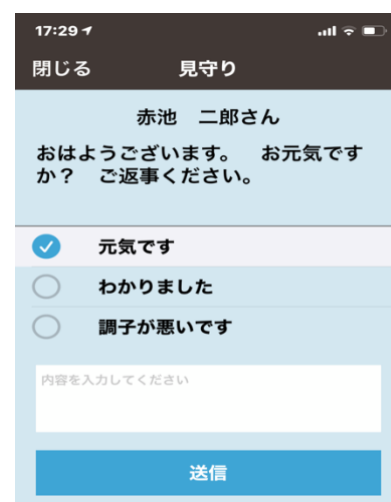 17:29
閉じる 見守り
赤池 二郎さん
おはようございます。 お元気です
か? ご返事ください。
元気です
わかりました
調子が悪いです
内容を入力してください
送信